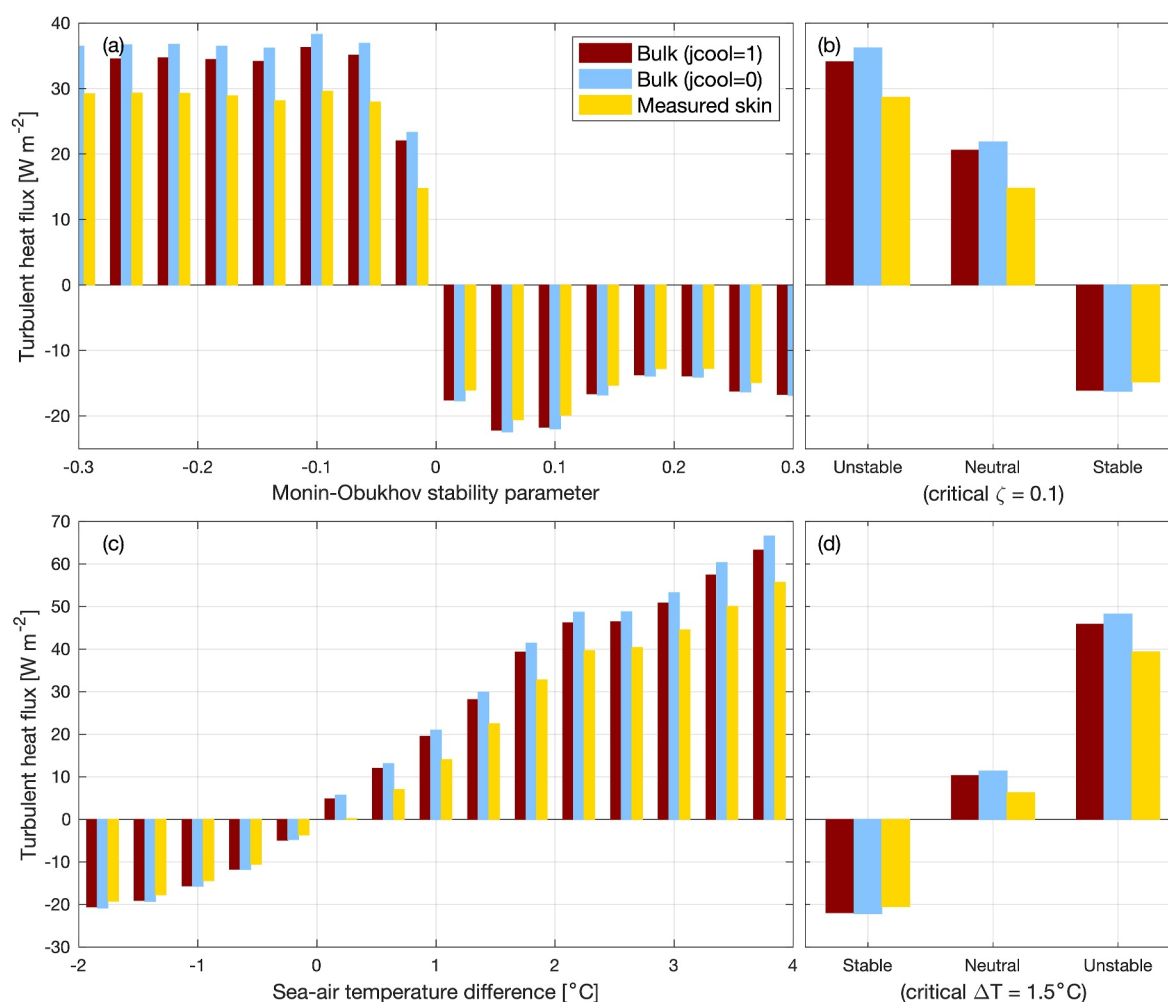 (a)
Bulk (jcool=1)
Bulk (jcool=0)
Measured skin
40
30
20
10
0
-10
-20
Turbulent heat flux [W m⁻²]
-0.3
-0.2
-0.1
0
0.1
0.2
0.3
Monin-Obukhov stability parameter
(b)
Unstable
Neutral
Stable
(critical ζ = 0.1)
(c)
70
60
50
40
30
20
10
0
-10
-20
-30
Turbulent heat flux [W m⁻²]
-2
-1
0
1
2
3
4
Sea-air temperature difference [°C]
(d)
Stable
Neutral
Unstable
(critical ΔT = 1.5°C)